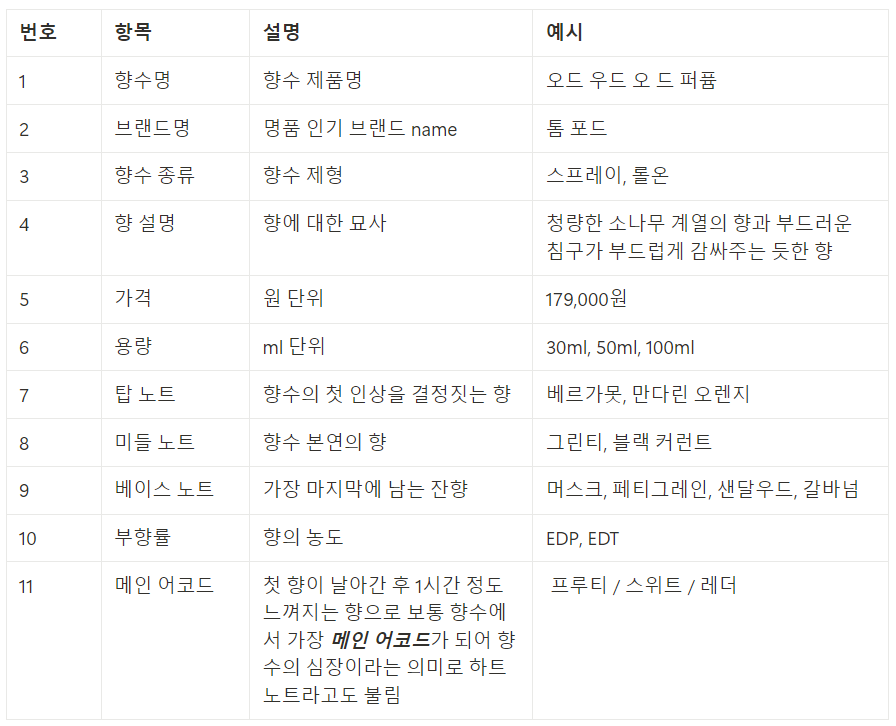 번호 항목 설명 예시
1 향수명 향수 제품명 오드 우드 오 드 퍼퓸
2 브랜드명 명품 인기 브랜드 name 톰 포드
3 향수 종류 향수 제형 스프레이, 롤온
4 향 설명 향에 대한 묘사 청량한 소나무 계열의 향과 부드러운
침구가 부드럽게 감싸주는 듯한 향
5 가격 원 단위 179,000원
6 용량 ml 단위 30ml, 50ml, 100ml
7 탑 노트 향수의 첫 인상을 결정짓는 향 베르가못, 만다린 오렌지
8 미들 노트 향수 본연의 향 그린티, 블랙 커런트
9 베이스 노트 가장 마지막에 남는 잔향 머스크, 페티그레인, 샌달우드, 갈바넘
10 부향률 향의 농도 EDP, EDT
11 메인 어코드 첫 향이 날아간 후 1시간 정도 프루티 / 스위트 / 레더
느껴지는 향으로 보통 향수에
서 가장 메인 어코드가 되어 향
수의 심장이라는 의미로 하트
노트라고도 불림